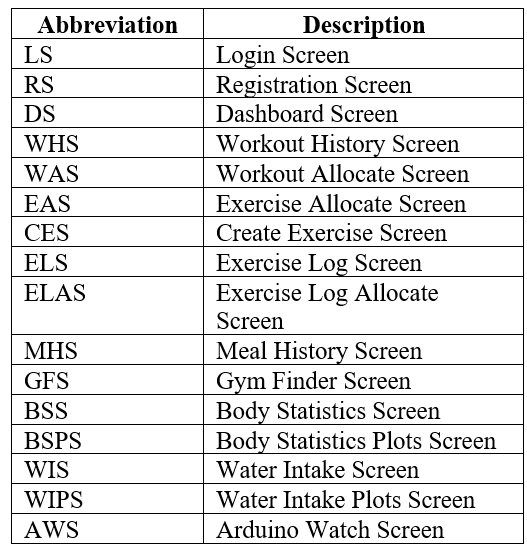 Abbreviation Description
LS Login Screen
RS Registration Screen
DS Dashboard Screen
WHS Workout History Screen
WAS Workout Allocate Screen
EAS Exercise Allocate Screen
CES Create Exercise Screen
ELS Exercise Log Screen
ELAS Exercise Log Allocate
Screen
MHS Meal History Screen
GFS Gym Finder Screen
BSS Body Statistics Screen
BSPS Body Statistics Plots Screen
WIS Water Intake Screen
WIPS Water Intake Plots Screen
AWS Arduino Watch Screen